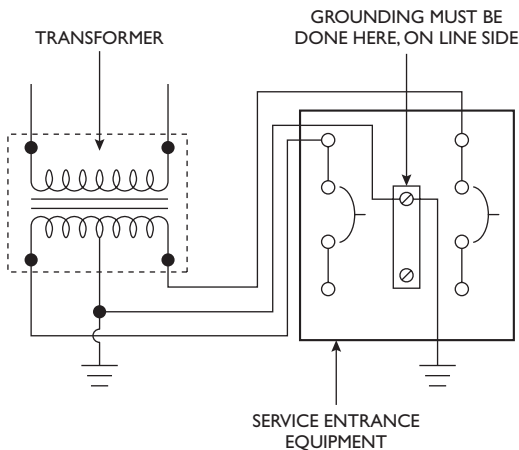 TRANSFORMER
GROUNDING MUST BE
DONE HERE, ON LINE SIDE
SERVICE ENTRANCE
EQUIPMENT